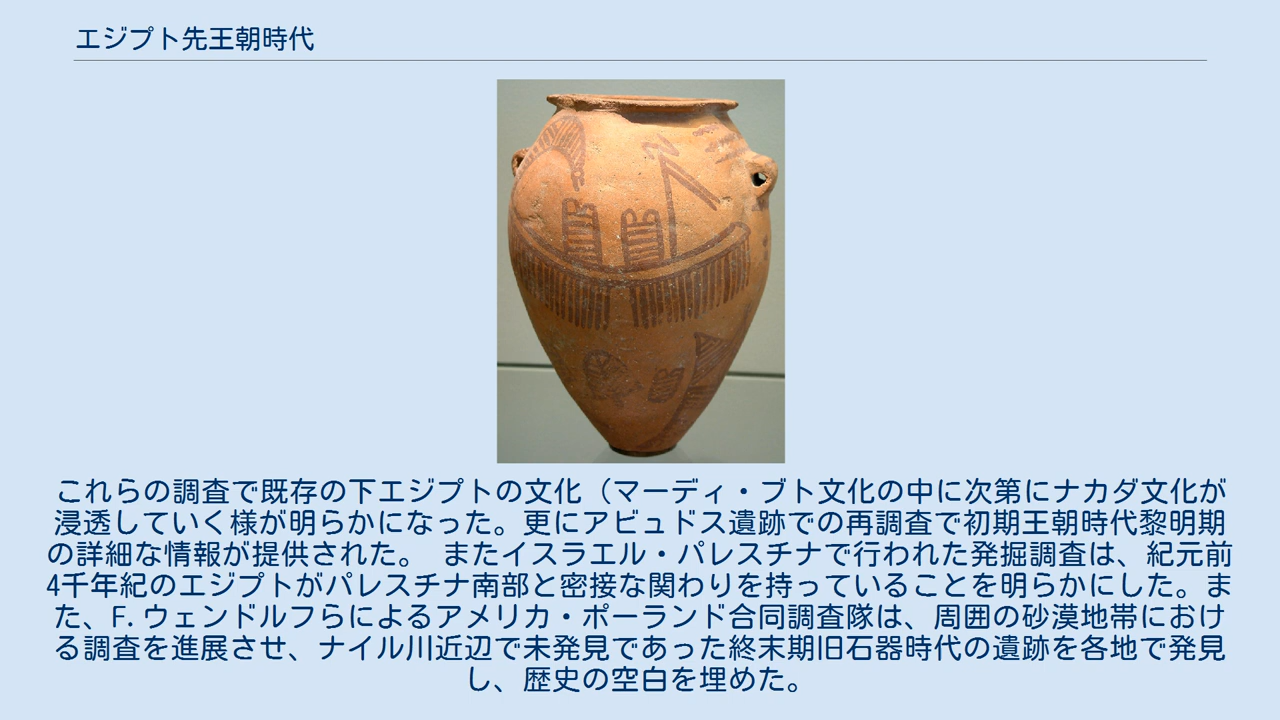 エジプト先王朝時代
これらの調査で既存の下エジプトの文化（マーディ・ブト文化の中に次第にナカダ文化が
浸透していく様が明らかになった。更にアビュドス遺跡での再調査で初期王朝時代黎明期
の詳細な情報が提供された。 またイスラエル・パレスチナで行われた発掘調査は、紀元前
4千年紀のエジプトがパレスチナ南部と密接な関わりを持っていることを明らかにした。ま
た、F. ウェンドルフらによるアメリカ・ポーランド合同調査隊は、周囲の砂漠地帯におけ
る調査を進展させ、ナイル川近辺で未発見であった終末期旧石器時代の遺跡を各地で発見
し、歴史の空白を埋めた。